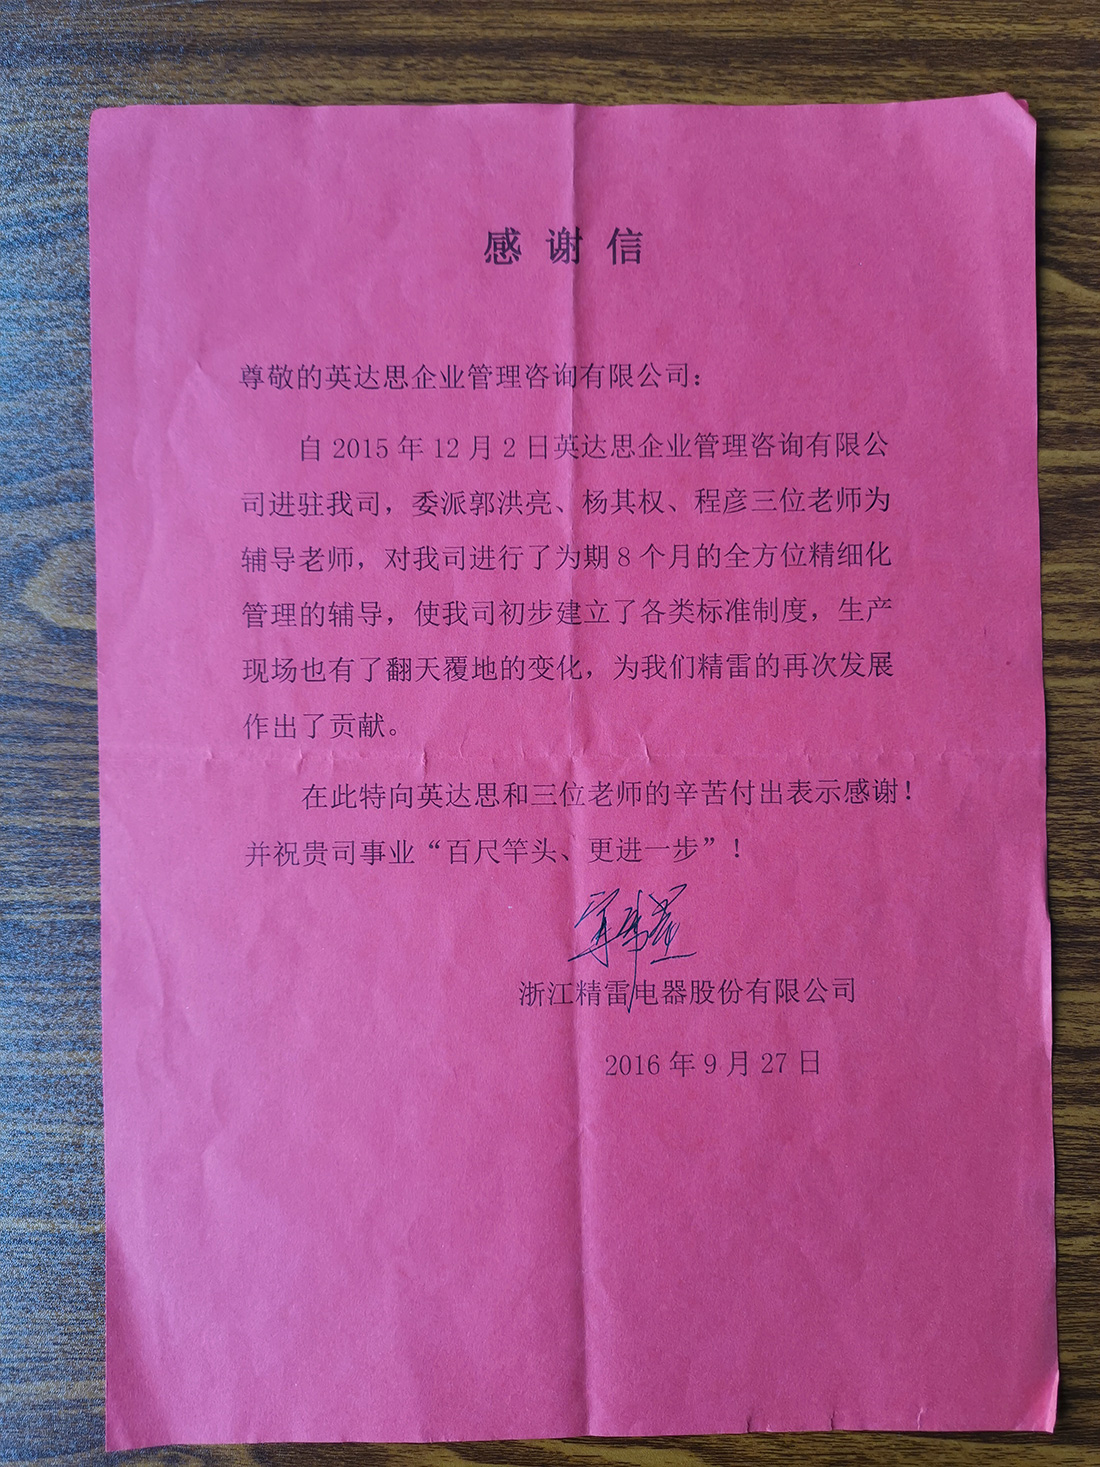 感谢信
尊敬的英达思企业管理咨询有限公司：
自2015年12月2日英达思企业管理咨询有限公
司进驻我司，委派郭洪亮、杨其权、程彦三位老师为
辅导老师，对我司进行了为期8个月的全方位精细化
管理的辅导，使我司初步建立了各类标准制度，生产
现场也有了翻天覆地的变化，为我们精雷的再次发展
作出了贡献。
在此特向英达思和三位老师的辛苦付出表示感谢！
并祝贵司事业“百尺竿头、更进一步”！
浙江精雷电器股份有限公司
2016年9月27日